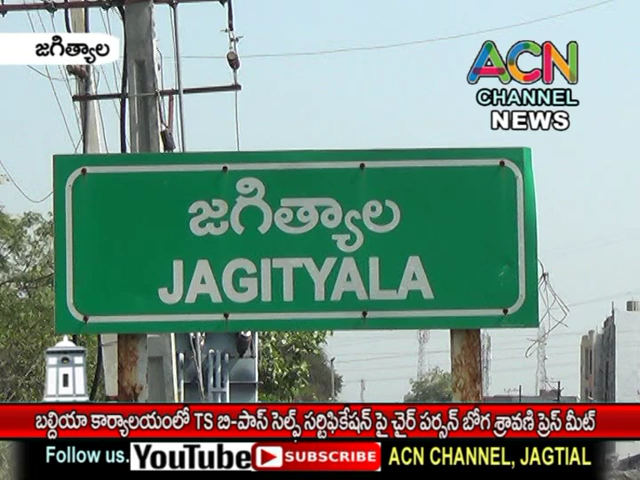 జగిత్యాల
ACN
CHANNEL
NEWS
జగిత్యాల
JAGITYALA
బల్దియా కార్యాలయంలో TS బి-పాస్ సెల్ఫ్ సర్టిఫికేషన్ పై చైర్ పర్సన్ బోగ శ్రావణి ప్రెస్ మీట్
Follow us. YouTube SUBSCRIBE ACN CHANNEL, JAGTIAL